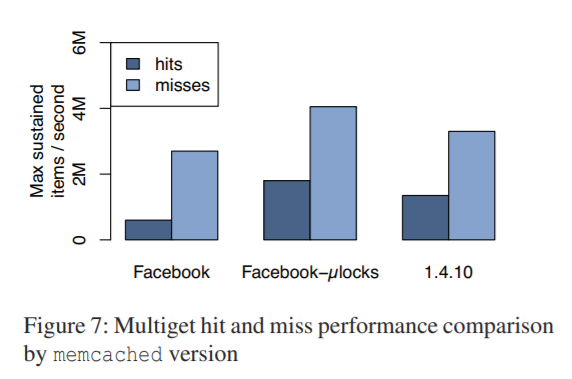 6M
4M
2M
0
Max sustained
items / second
hits
misses
Facebook
Facebook−μlocks
1.4.10
Figure 7: Multiget hit and miss performance comparison
by memcached version